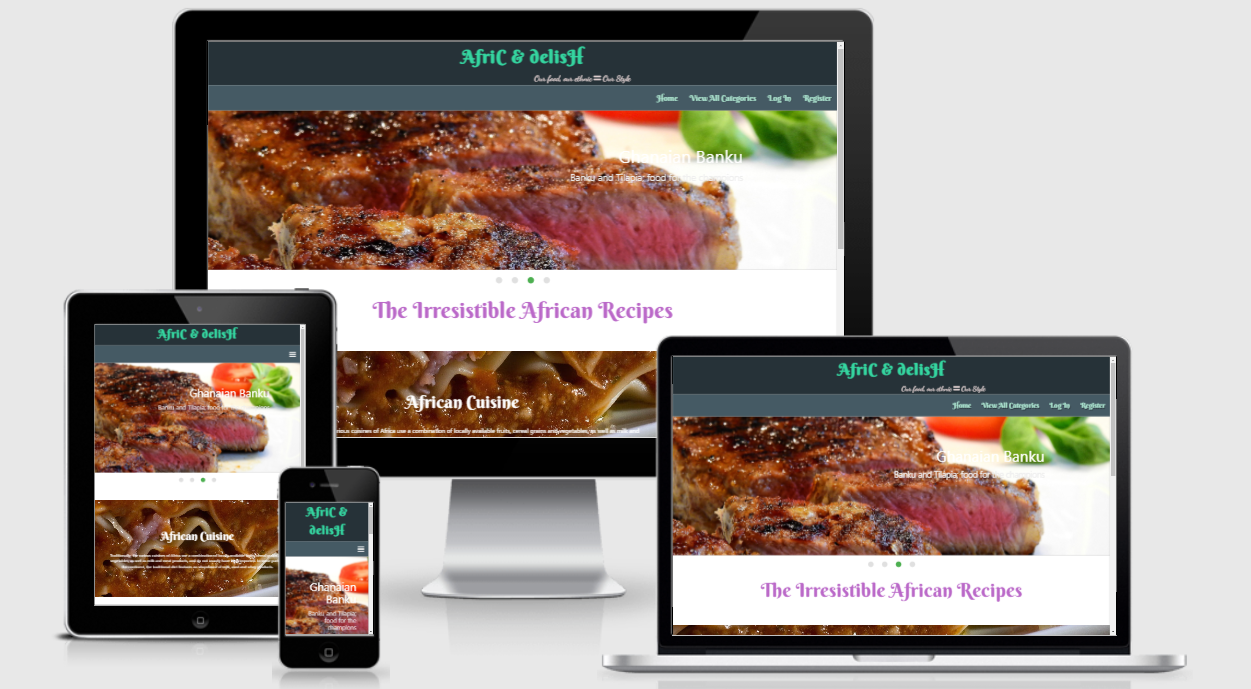 AfriC & delisH
Our food, our ethnic = Our Style
Home View All Categories Log In Register
Ghanaian Banku
Banku and Tilapia; food for the champions
The Irresistible African Recipes
African Cuisine
rious cuisines of Africa use a combination of locally available fruits, cereal grains and vegetables, as well as milk and
AfriC & delisH
Ghanaian Banku
Banku and Tilapia; food for
African Cuisine
AfriC &
delisH
Ghanaian
Banku
Banku and Tilapia;
food for the
champions
AfriC & delisH
Our food, our ethnic = Our Style
Home View All Categories Log In Register
Ghanaian Banku
Banku and Tilapia; food for the champions
The Irresistible African Recipes